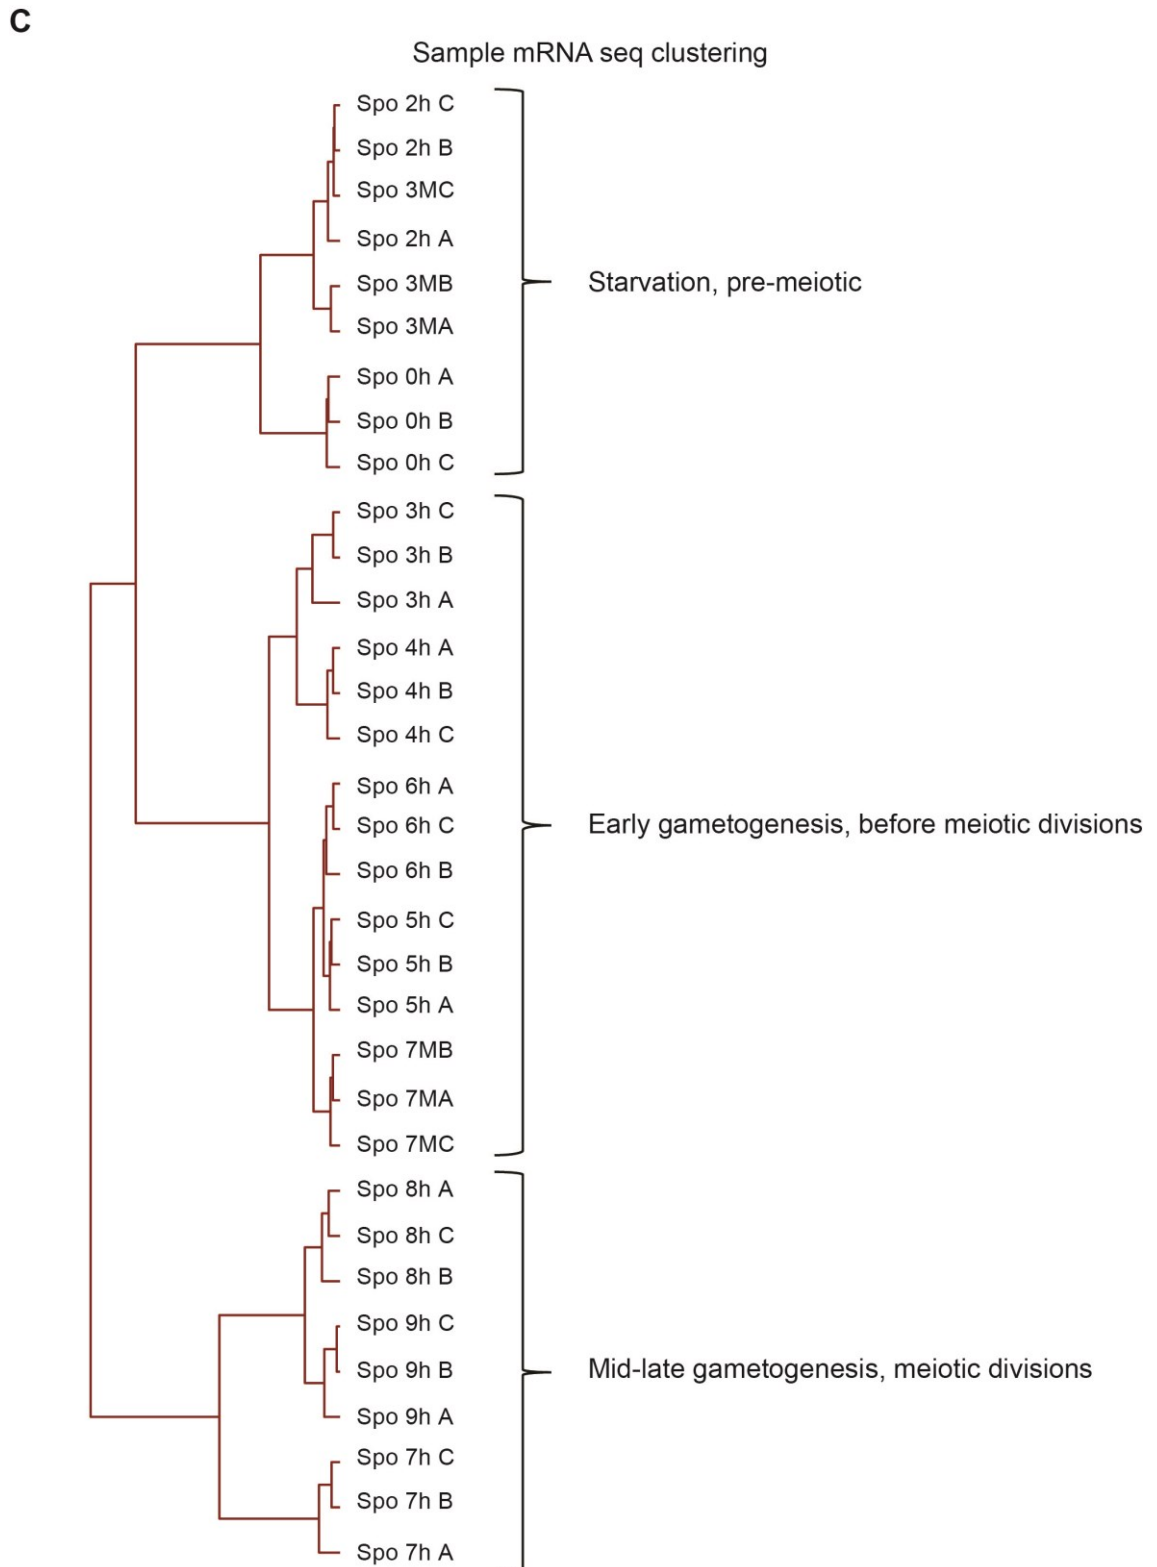 C
Sample mRNA seq clustering
Spo 2h C
Spo 2h B
Spo 3MC
Spo 2h A
Spo 3MB
Starvation, pre-meiotic
Spo 3MA
Spo 0h A
Spo 0h B
Spo 0h C
Spo 3h C
Spo 3h B
Spo 3h A
Spo 4h A
Spo 4h B
Spo 4h C
Spo 6h A
Spo 6h C
Early gametogenesis, before meiotic divisions
Spo 6h B
Spo 5h C
Spo 5h B
Spo 5h A
Spo 7MB
Spo 7MA
Spo 7MC
Spo 8h A
Spo 8h C
Spo 8h B
Spo 9h C
Spo 9h B
Mid-late gametogenesis, meiotic divisions
Spo 9h A
Spo 7h C
Spo 7h B
Spo 7h A